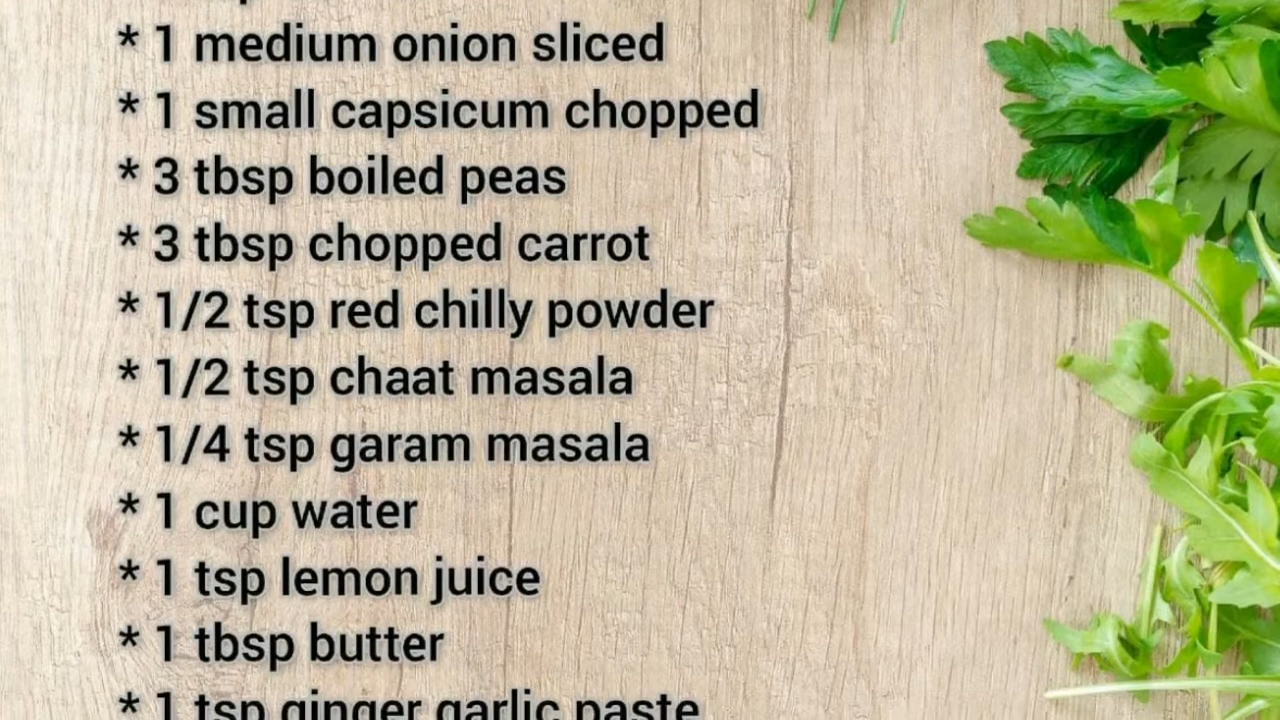 * 1 medium onion sliced
* 1 small capsicum chopped
* 3 tbsp boiled peas
* 3 tbsp chopped carrot
* 1/2 tsp red chilly powder
* 1/2 tsp chaat masala
* 1/4 tsp garam masala
* 1 cup water
* 1 tsp lemon juice
* 1 tbsp butter
* 1 tsp ginger garlic paste